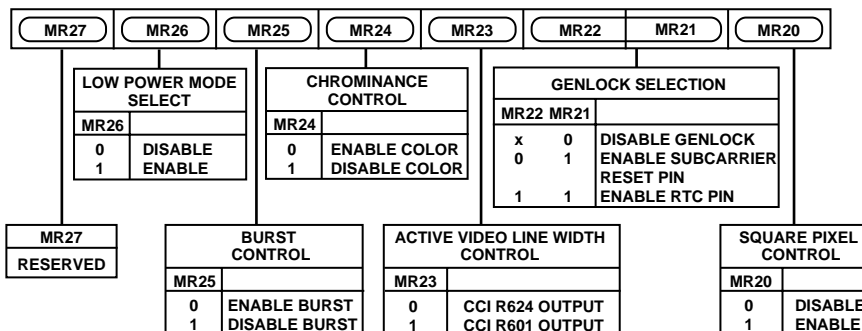 MR27 MR26 MR25 MR24 MR23 MR22 MR21 MR20
LOW POWER MODE
SELECT
MR26
0 DISABLE
1 ENABLE
CHROMINANCE
CONTROL
MR24
0 ENABLE COLOR
1 DISABLE COLOR
GENLOCK SELECTION
MR22 MR21
x 0 DISABLE GENLOCK
0 1 ENABLE SUBCARRIER
RESET PIN
1 1 ENABLE RTC PIN
MR27
RESERVED
BURST
CONTROL
MR25
0 ENABLE BURST
1 DISABLE BURST
ACTIVE VIDEO LINE WIDTH
CONTROL
MR23
0 CCI R624 OUTPUT
1 CCI R601 OUTPUT
SQUARE PIXEL
CONTROL
MR20
0 DISABLE
1 ENABLE